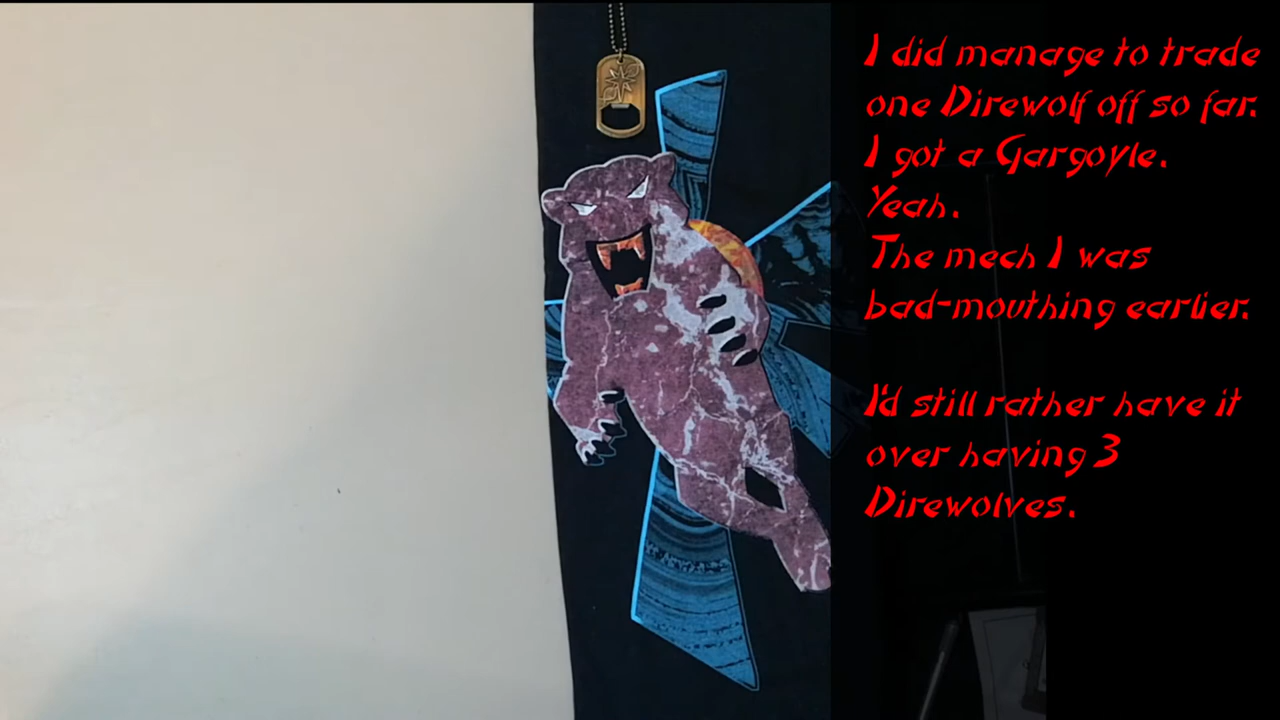 I did manage to trade
one Direwolf off so far.
I got a Gargoyle.
Yeah.
The mech I was
bad-mouthing earlier.
I'd still rather have it
over having 3
Direwolves.